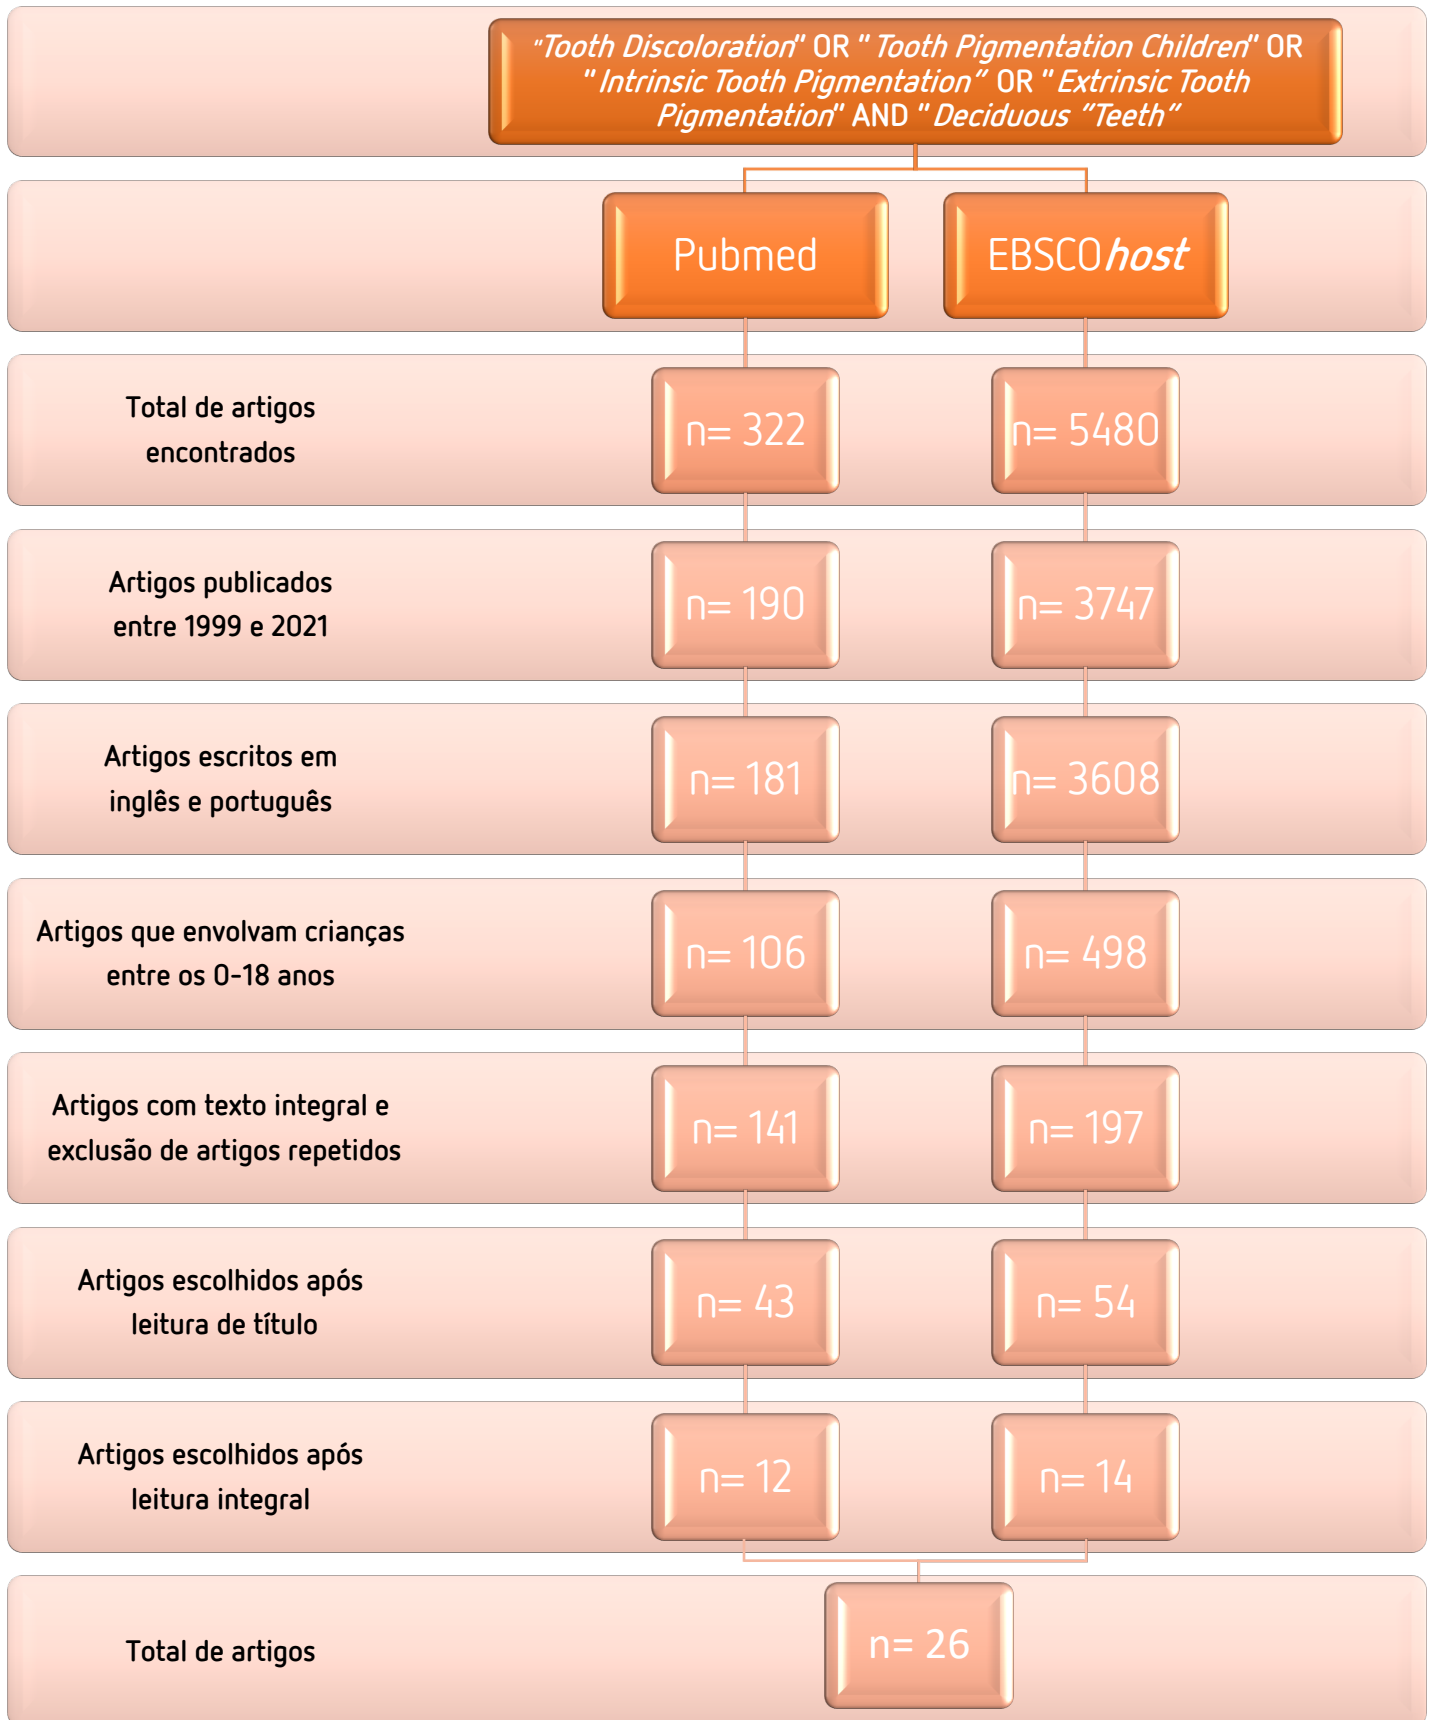 "Tooth Discoloration" OR "Tooth Pigmentation Children" OR
"Intrinsic Tooth Pigmentation” OR "Extrinsic Tooth
Pigmentation" AND "Deciduous “Teeth”
Pubmed
EBSCOhost
Total de artigos
encontrados
n= 322
n= 5480
Artigos publicados
entre 1999 e 2021
n= 190
n= 3747
Artigos escritos em
inglês e português
n= 181
n= 3608
Artigos que envolvam crianças
entre os 0-18 anos
n= 106
n= 498
Artigos com texto integral e
exclusão de artigos repetidos
n= 141
n= 197
Artigos escolhidos após
leitura de título
n= 43
n= 54
Artigos escolhidos após
leitura integral
n= 12
n= 14
Total de artigos
n= 26